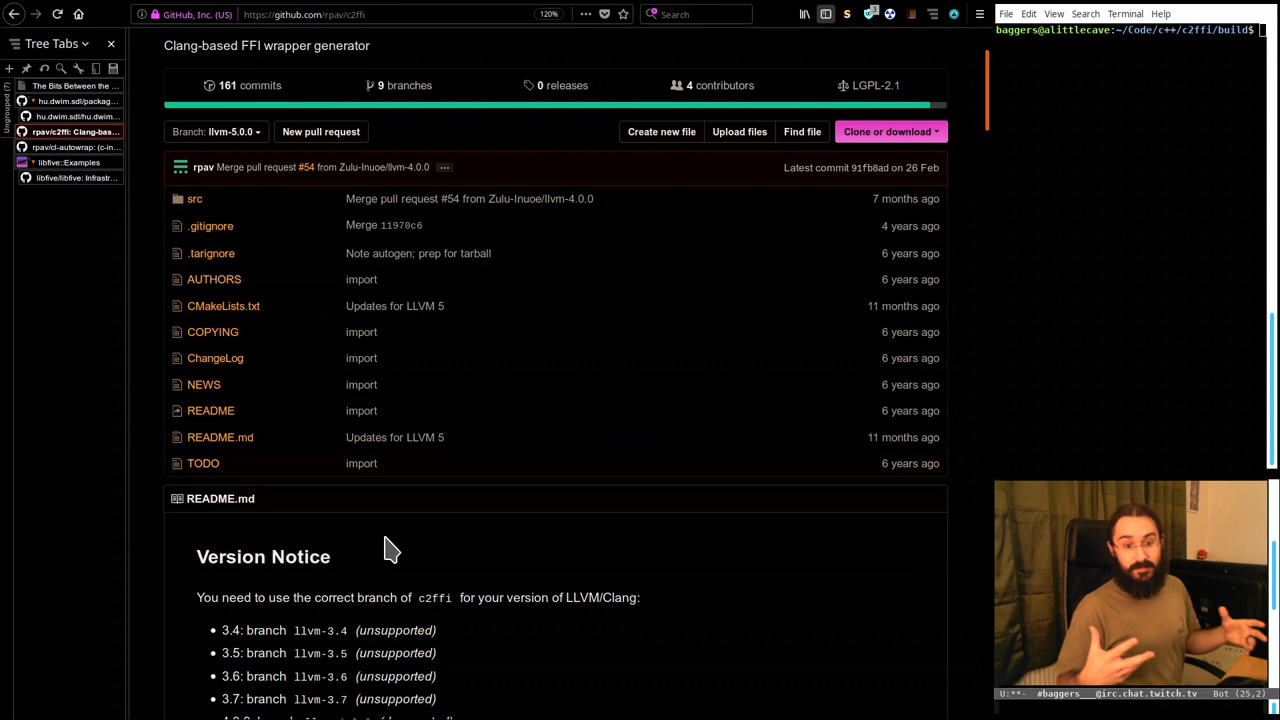 GitHub, Inc. (US)
https://github.com/rpav/c2ffi
120%
Search
File Edit View Search Terminal Help
baggers@alittlecave:~/Code/c++/c2ffi/build$
Tree Tabs
Ungrouped (7)
The Bits Between the ...
hu.dwim.sdl/packag...
hu.dwim.sdl/hu.dwim...
rpav/c2ffi: Clang-bas...
rpav/cl-autowrap: (c-in...
libfive::Examples
libfive/libfive: Infrastr...
Clang-based FFI wrapper generator
161 commits
9 branches
0 releases
4 contributors
LGPL-2.1
Branch: llvm-5.0.0
New pull request
Create new file
Upload files
Find file
Clone or download
rpav Merge pull request #54 from Zulu-Inuoe/llvm-4.0.0 ...
Latest commit 91fb8ad on 26 Feb
src Merge pull request #54 from Zulu-Inuoe/llvm-4.0.0 7 months ago
.gitignore Merge 11970c6 4 years ago
.tarignore Note autogen; prep for tarball 6 years ago
AUTHORS import 6 years ago
CMakeLists.txt Updates for LLVM 5 11 months ago
COPYING import 6 years ago
ChangeLog import 6 years ago
NEWS import 6 years ago
README import 6 years ago
README.md Updates for LLVM 5 11 months ago
TODO import 6 years ago
README.md
Version Notice
You need to use the correct branch of c2ffi for your version of LLVM/Clang:
3.4: branch llvm-3.4 (unsupported)
3.5: branch llvm-3.5 (unsupported)
3.6: branch llvm-3.6 (unsupported)
3.7: branch llvm-3.7 (unsupported)
U:**- #baggers___@irc.chat.twitch.tv Bot (25,2)